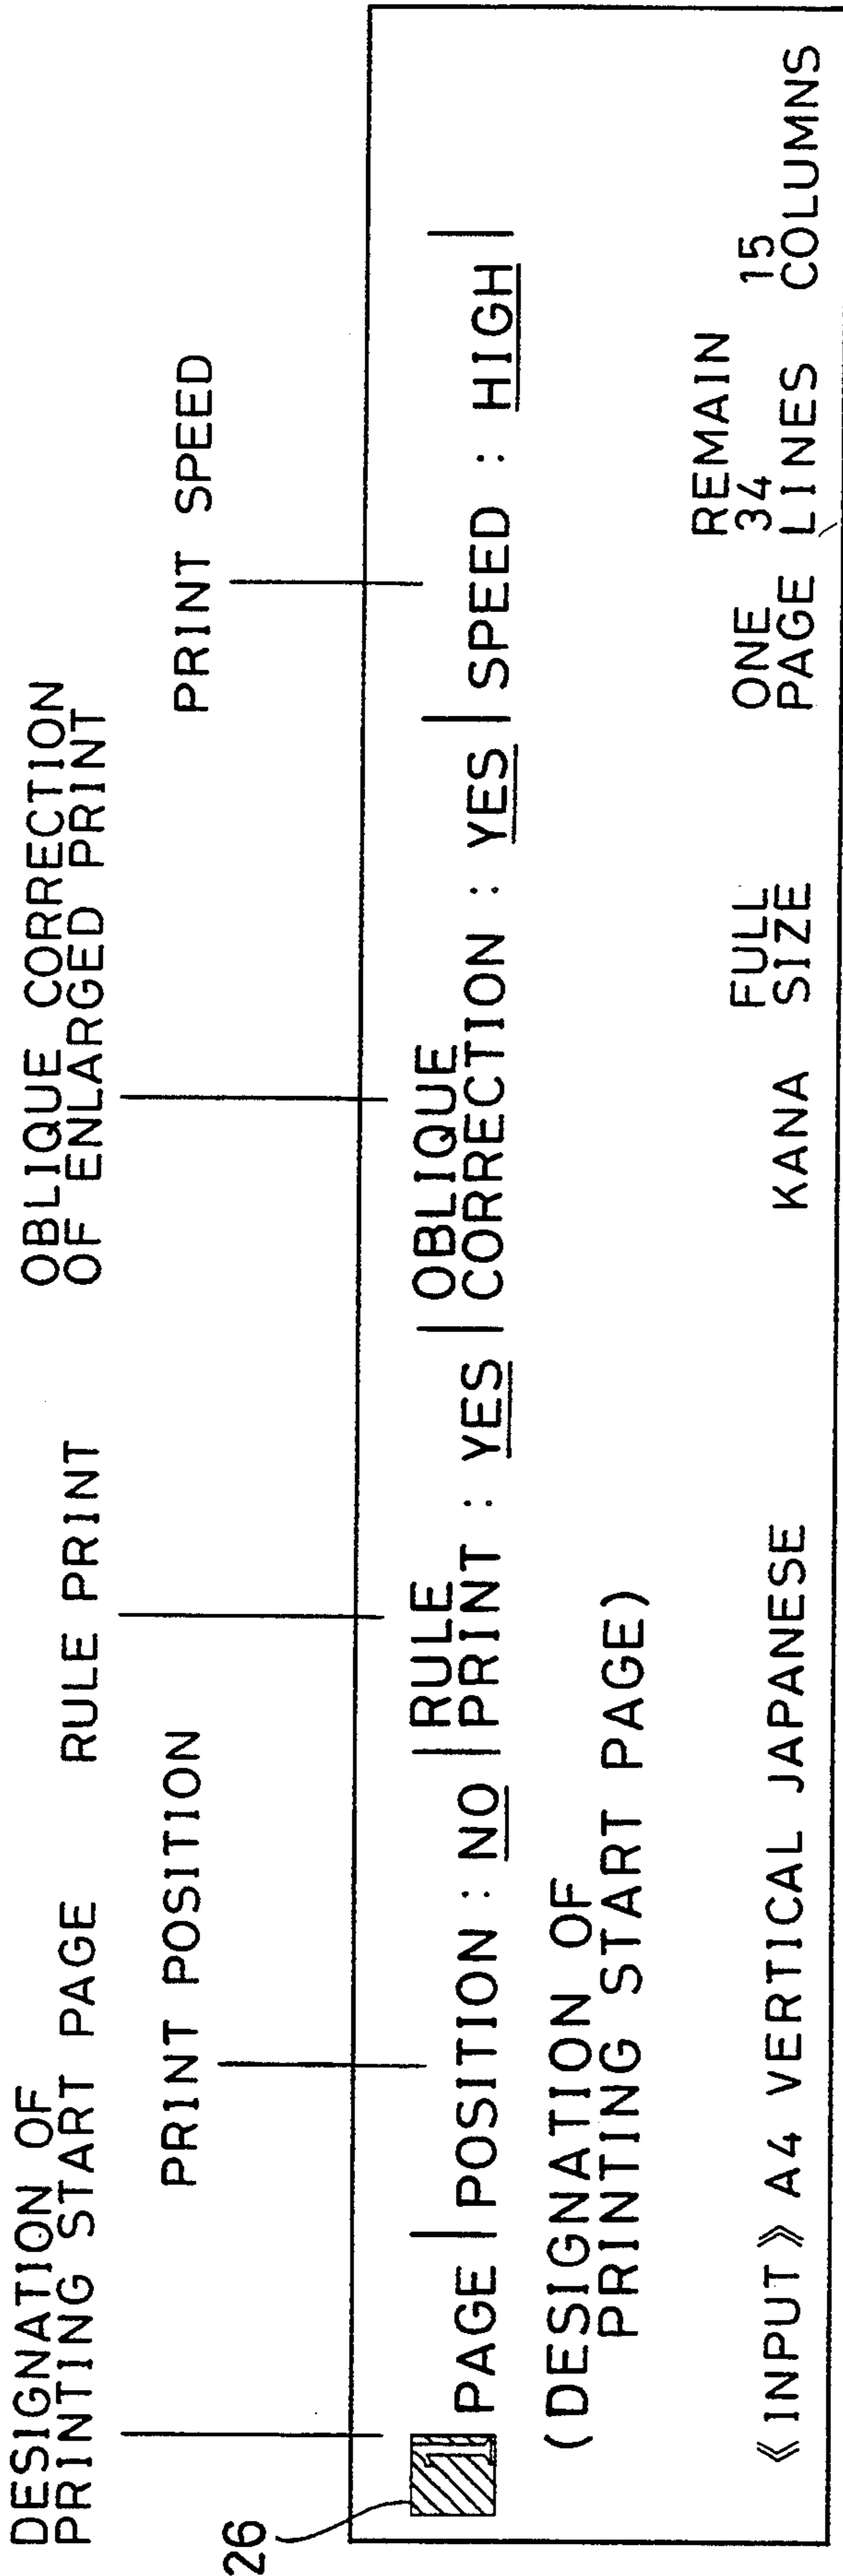 DESIGNATION OF
PRINTING START PAGE
PRINT POSITION
RULE PRINT
OBLIQUE CORRECTION
OF ENLARGED PRINT
PRINT SPEED
26
1 PAGE | POSITION : NO | RULE PRINT : YES | OBLIQUE CORRECTION : YES | SPEED : HIGH |
(DESIGNATION OF
PRINTING START PAGE)
REMAIN
ONE 34 15
《INPUT》 A4 VERTICAL JAPANESE KANA FULL SIZE PAGE LINES COLUMNS